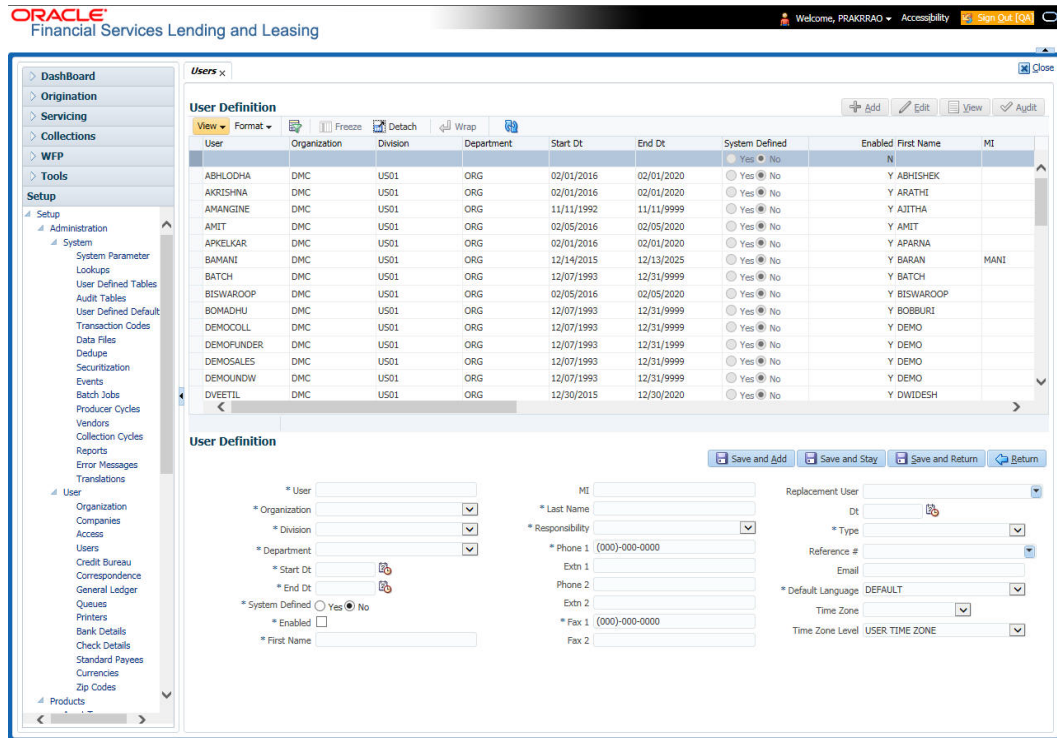 ORACLE
Financial Services Lending and Leasing
Welcome, PRAKRRAO Accessibility Sign Out [QA]
Users
Close
DashBoard
Origination
Servicing
Collections
WFP
Tools
Setup
Setup
Administration
System
System Parameter
Lookups
User Defined Tables
Audit Tables
User Defined Default
Transaction Codes
Data Files
Dedupe
Securitization
Events
Batch Jobs
Producer Cycles
Vendors
Collection Cycles
Reports
Error Messages
Translations
User
Organization
Companies
Access
Users
Credit Bureau
Correspondence
General Ledger
Queues
Printers
Bank Details
Check Details
Standard Payees
Currencies
Zip Codes
Products
User Definition
Add Edit View Audit
View Format Freeze Detach Wrap
User Organization Division Department Start Dt End Dt System Defined Enabled First Name MI
Yes No N
ABHLODHA DMC US01 ORG 02/01/2016 02/01/2020 Yes No Y ABHISHEK
AKRISHNA DMC US01 ORG 02/01/2016 02/01/2020 Yes No Y ARATHI
AMANGINE DMC US01 ORG 11/11/1992 11/11/9999 Yes No Y AJITHA
AMIT DMC US01 ORG 02/05/2016 02/05/2020 Yes No Y AMIT
APKELKAR DMC US01 ORG 02/01/2016 02/01/2020 Yes No Y APARNA
BAMANI DMC US01 ORG 12/14/2015 12/13/2025 Yes No Y BARAN MANI
BATCH DMC US01 ORG 12/07/1993 12/31/9999 Yes No Y BATCH
BISWAROOP DMC US01 ORG 02/05/2016 02/05/2020 Yes No Y BISWAROOP
BOMADHU DMC US01 ORG 12/07/1993 12/31/9999 Yes No Y BOBBURI
DEMOCOLL DMC US01 ORG 12/07/1993 12/31/9999 Yes No Y DEMO
DEMOFUNDER DMC US01 ORG 12/07/1993 12/31/9999 Yes No Y DEMO
DEMOSALES DMC US01 ORG 12/07/1993 12/31/9999 Yes No Y DEMO
DEMOUNDW DMC US01 ORG 12/07/1993 12/31/9999 Yes No Y DEMO
DVEETIL DMC US01 ORG 12/30/2015 12/30/2020 Yes No Y DWIDESH
User Definition
Save and Add Save and Stay Save and Return Return
* User
* Organization
* Division
* Department
* Start Dt
* End Dt
* System Defined Yes No
* Enabled
* First Name
MI
* Last Name
* Responsibility
* Phone 1 (000)-000-0000
Extn 1
Phone 2
Extn 2
* Fax 1 (000)-000-0000
Fax 2
Replacement User
Dt
* Type
Reference #
Email
* Default Language DEFAULT
Time Zone
Time Zone Level USER TIME ZONE